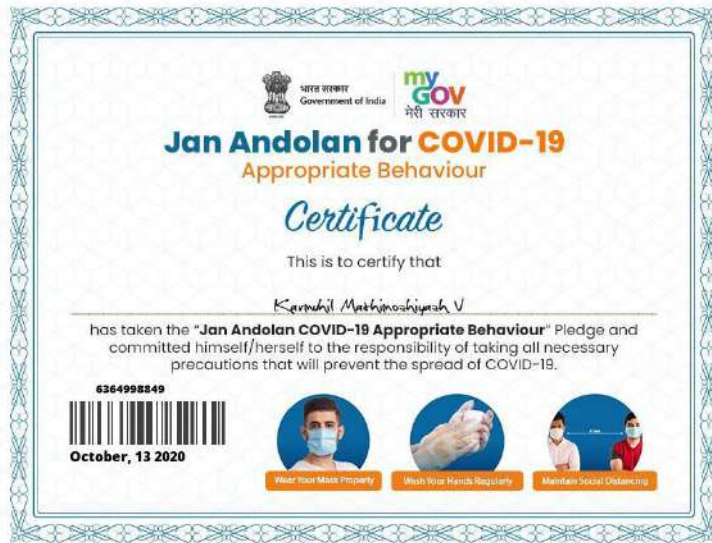 भारत सरकार
Government of India
my
GOV
मेरी सरकार
Jan Andolan for COVID-19
Appropriate Behaviour
Certificate
This is to certify that
V
has taken the "Jan Andolan COVID-19 Appropriate Behaviour" Pledge and
committed himself/herself to the responsibility of taking all necessary
precautions that will prevent the spread of COVID-19.
6364998849
October, 13 2020
Wear Your Mask Properly
Wash Your Hands Regularly
Maintain Social Distancing